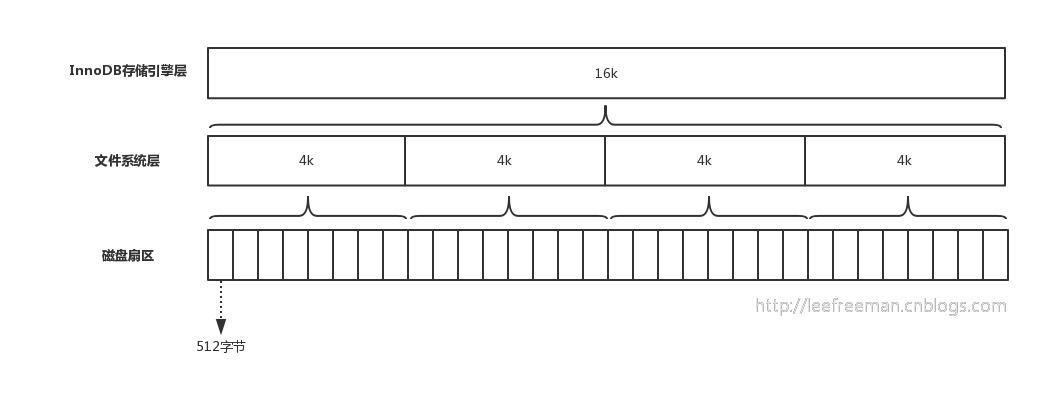 InnoDB存储引擎层
16k
文件系统层
4k
4k
4k
4k
磁盘扇区
http://leefreeman.cnblogs.com
512字节